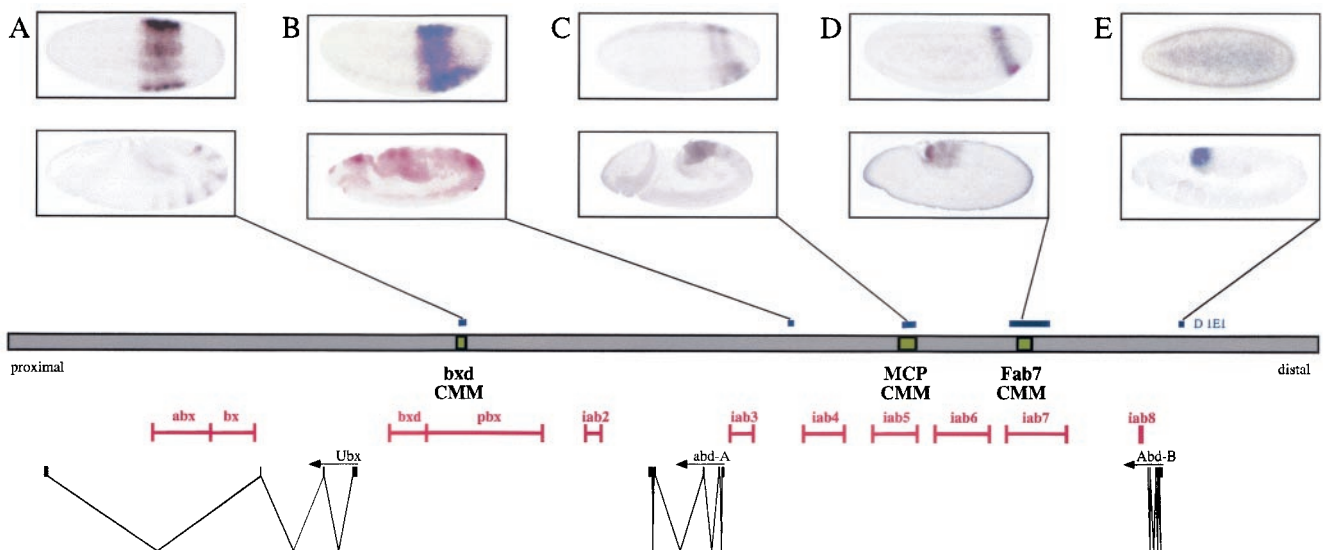 A B C D E
D 1E1
proximal distal
bxd CMM
MCP CMM
Fab7 CMM
abx bx bxd pbx iab2 iab3 iab4 iab5 iab6 iab7 iab8
Ubx abd-A Abd-B